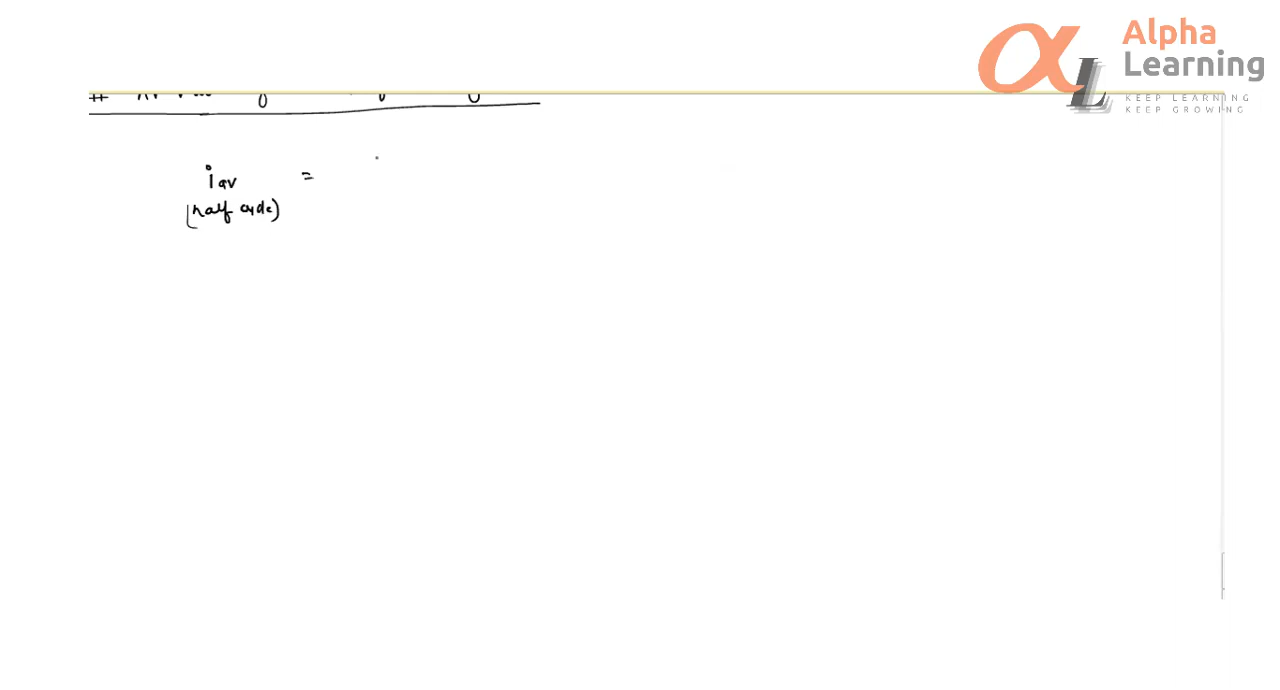 Alpha
Learning
KEEP LEARNING
KEEP GROWING
#
i av =
(half cycle)